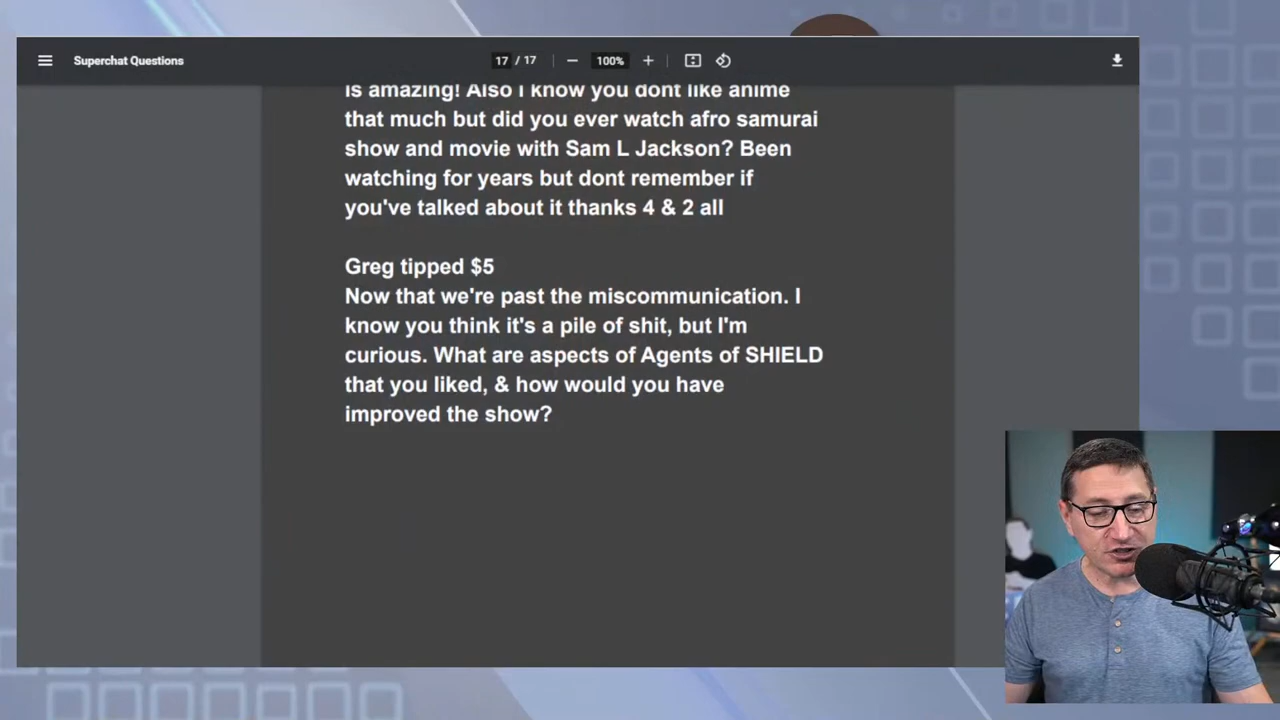 Superchat Questions
17 / 17
100%
is amazing! Also i know you dont like anime
that much but did you ever watch afro samurai
show and movie with Sam L Jackson? Been
watching for years but dont remember if
you've talked about it thanks 4 & 2 all
Greg tipped $5
Now that we're past the miscommunication. I
know you think it's a pile of shit, but I'm
curious. What are aspects of Agents of SHIELD
that you liked, & how would you have
improved the show?